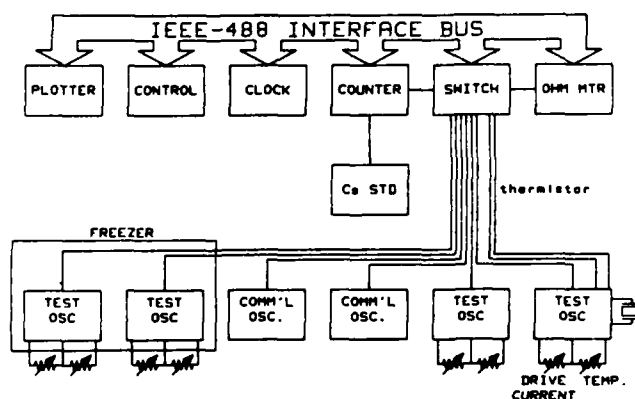 IEEE-488 INTERFACE BUS
PLOTTER
CONTROL
CLOCK
COUNTER
SWITCH
OHM MTR
Cs STD
thermistor
FREEZER
TEST
OSC
TEST
OSC
COMM'L
OSC.
COMM'L
OSC.
TEST
OSC
TEST
OSC
DRIVE TEMP.
CURRENT